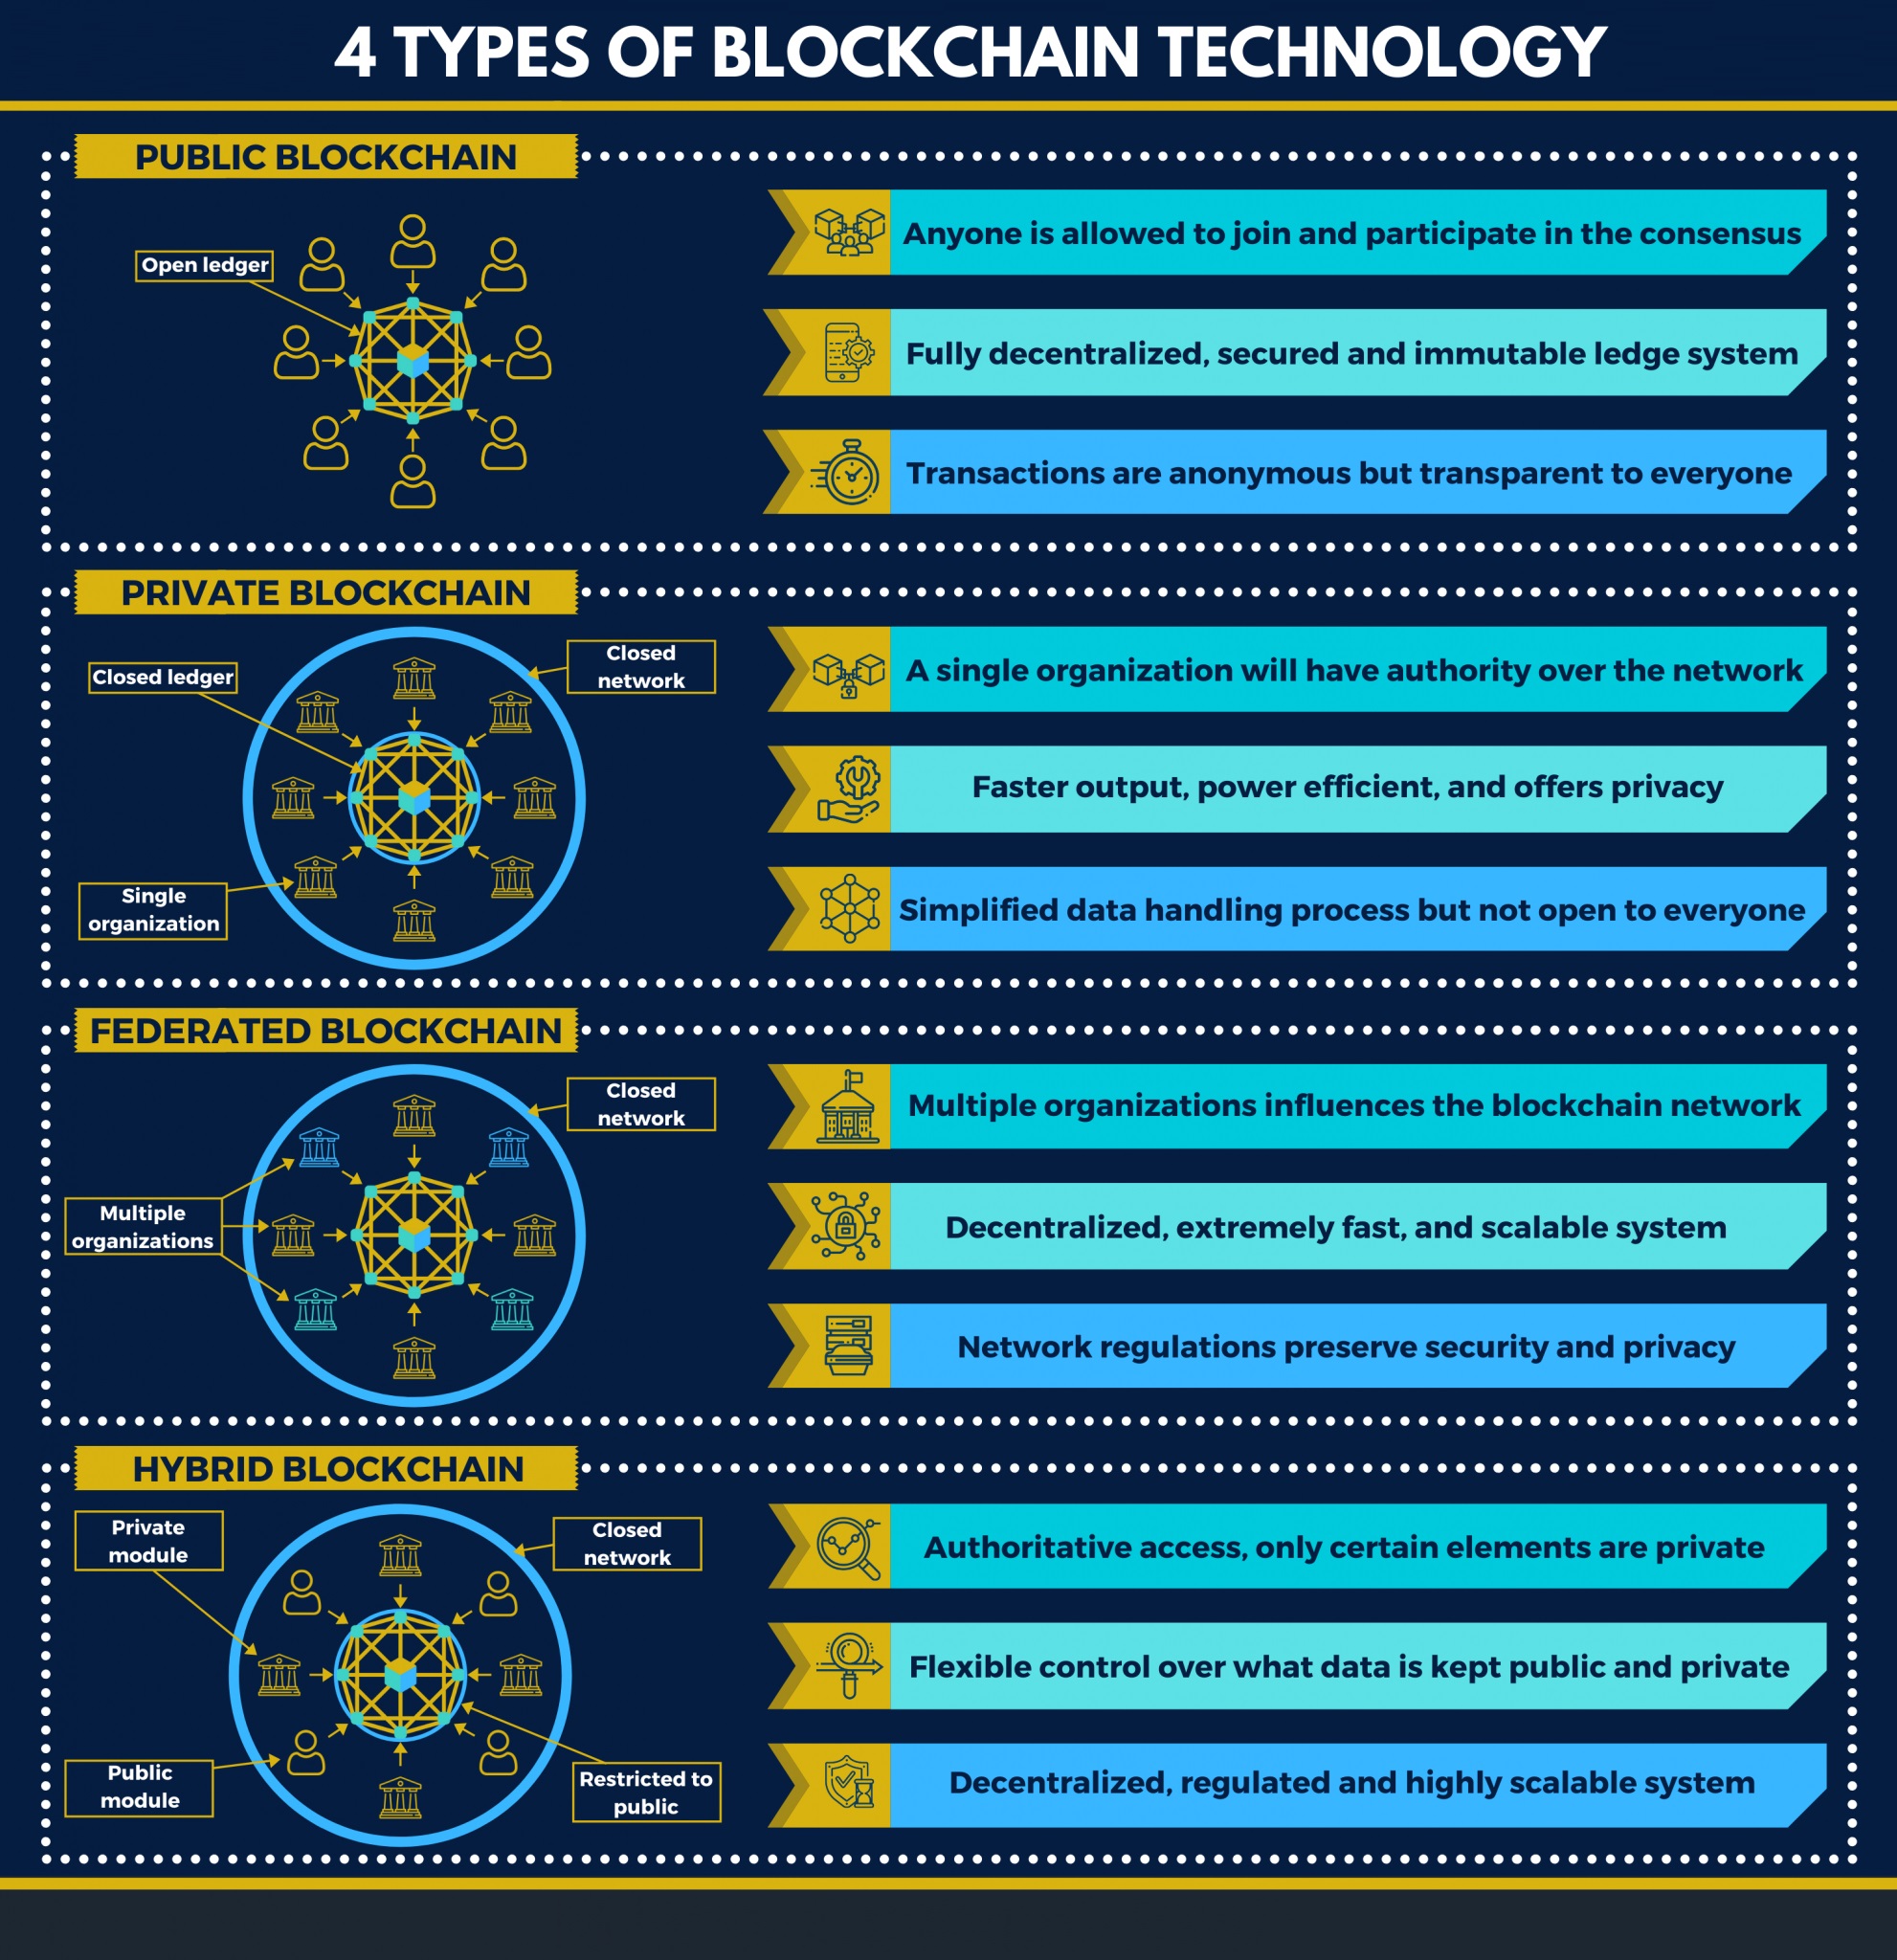 4 TYPES OF BLOCKCHAIN TECHNOLOGY
PUBLIC BLOCKCHAIN
Open ledger
Anyone is allowed to join and participate in the consensus
Fully decentralized, secured and immutable ledge system
Transactions are anonymous but transparent to everyone
PRIVATE BLOCKCHAIN
Closed ledger
Closed
network
Single
organization
A single organization will have authority over the network
Faster output, power efficient, and offers privacy
Simplified data handling process but not open to everyone
FEDERATED BLOCKCHAIN
Closed
network
Multiple
organizations
Multiple organizations influences the blockchain network
Decentralized, extremely fast, and scalable system
Network regulations preserve security and privacy
HYBRID BLOCKCHAIN
Private
module
Closed
network
Public
module
Restricted to
public
Authoritative access, only certain elements are private
Flexible control over what data is kept public and private
Decentralized, regulated and highly scalable system